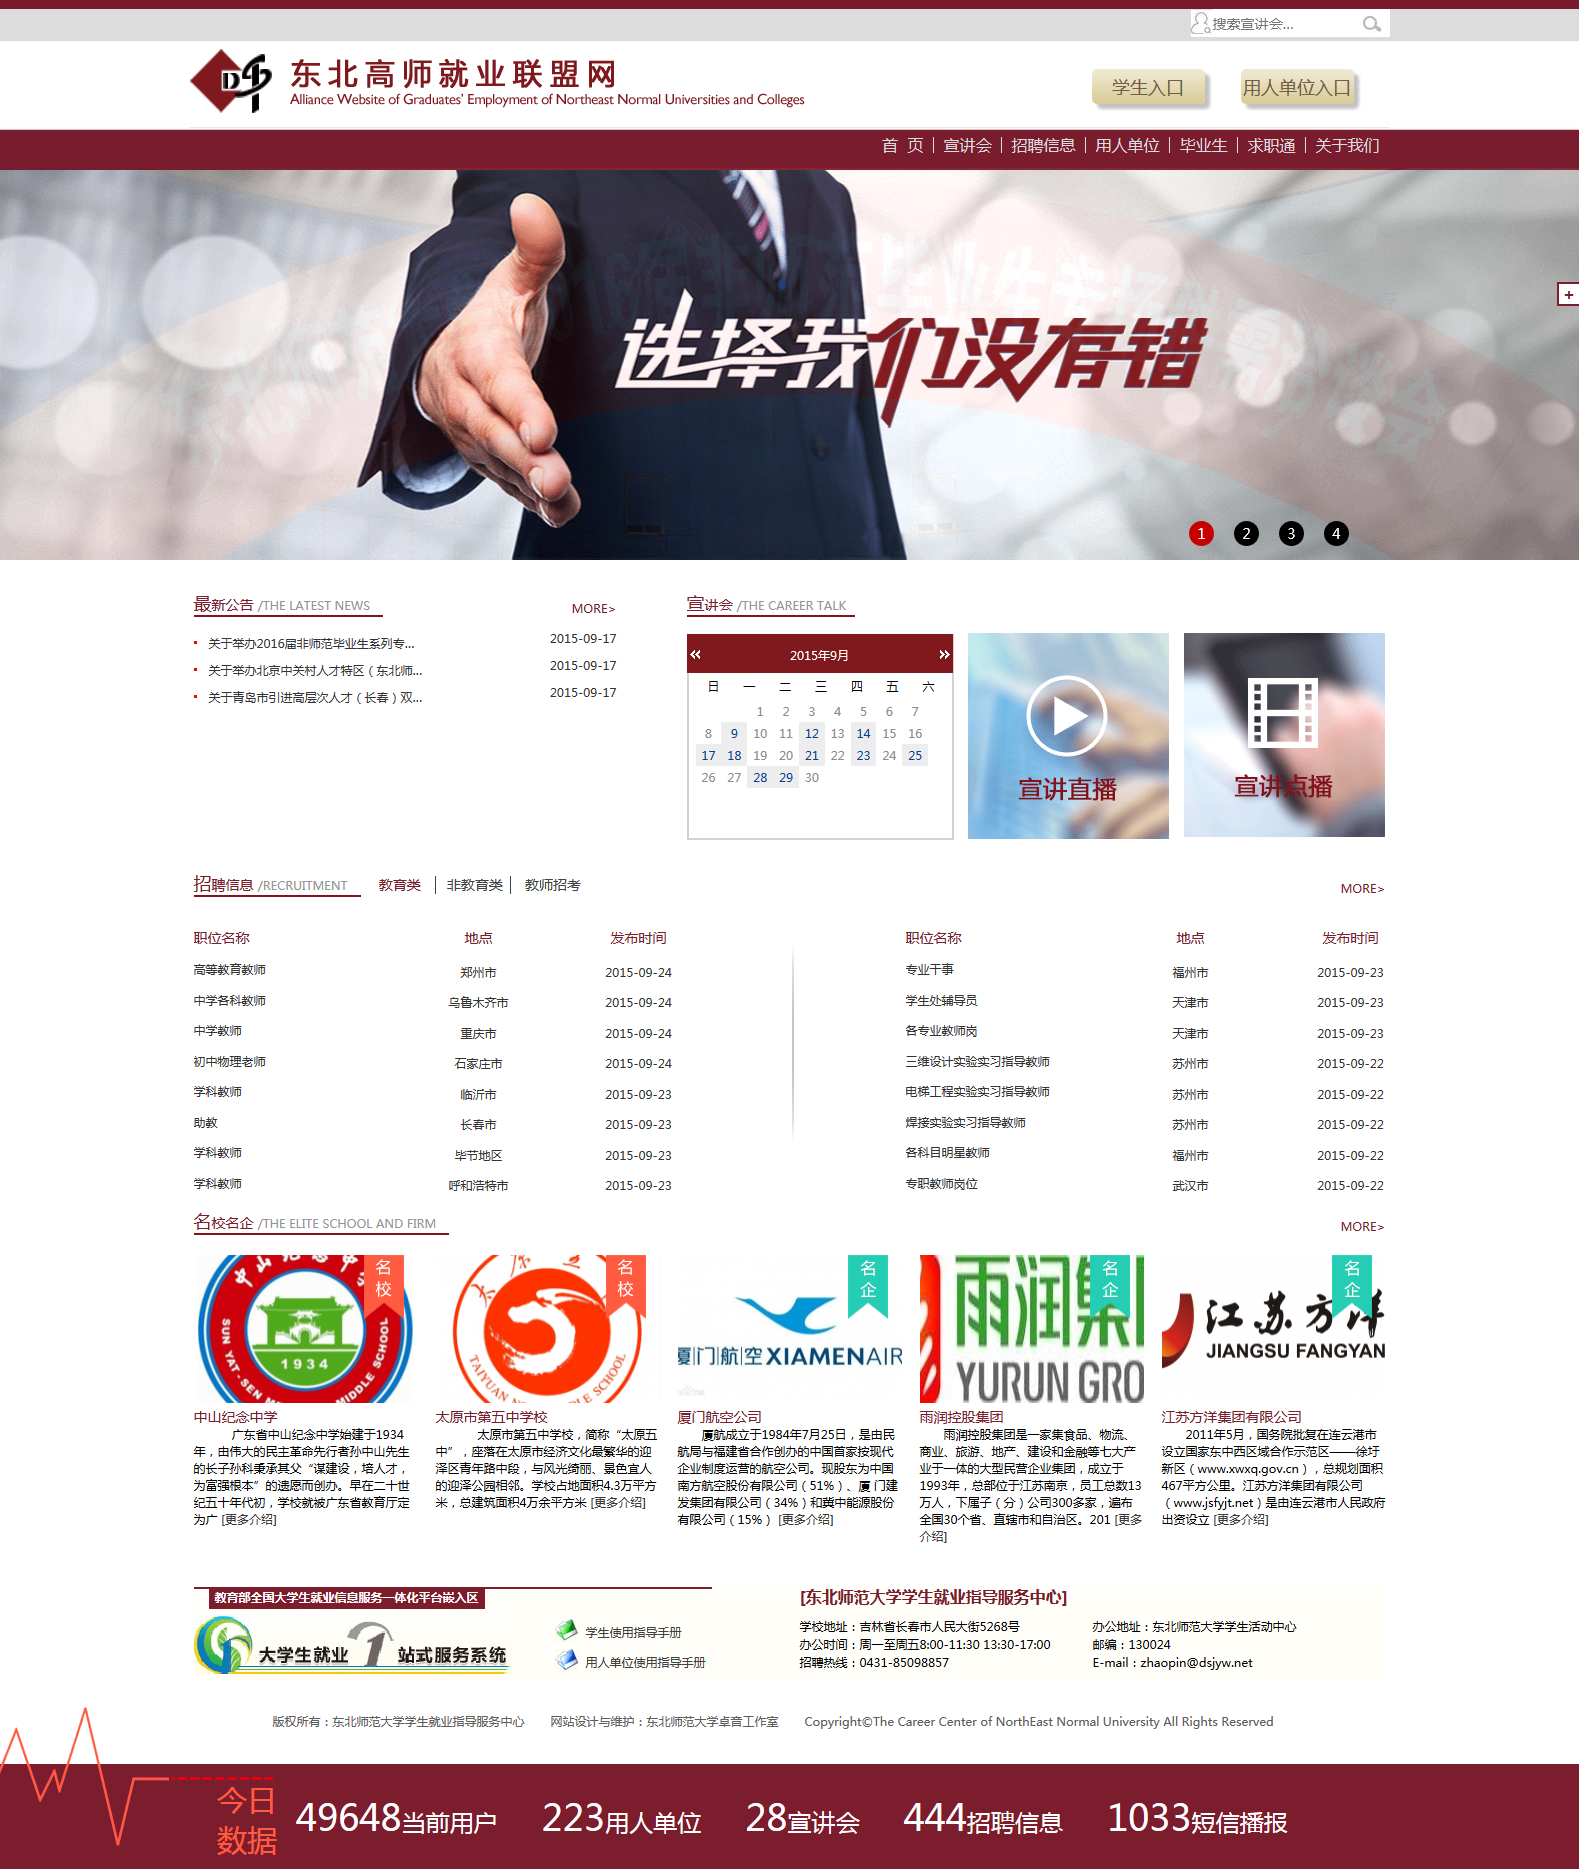 搜索宣讲会...
东北高师就业联盟网
Alliance Website of Graduates' Employment of Northeast Normal Universities and Colleges
学生入口 用人单位入口
首 页 宣讲会 招聘信息 用人单位 毕业生 求职通 关于我们
选择我们没有错
+
1 2 3 4
最新公告 /THE LATEST NEWS MORE>
关于举办2016届非师范毕业生系列专... 2015-09-17
关于举办北京中关村人才特区（东北师... 2015-09-17
关于青岛市引进高层次人才（长春）双... 2015-09-17
宣讲会 /THE CAREER TALK
2015年9月
日 一 二 三 四 五 六
1 2 3 4 5 6 7
8 9 10 11 12 13 14 15 16
17 18 19 20 21 22 23 24 25
26 27 28 29 30
宣讲直播
宣讲点播
招聘信息 /RECRUITMENT 教育类 非教育类 教师招考 MORE>
职位名称 地点 发布时间
高等教育教师 郑州市 2015-09-24
中学各科教师 乌鲁木齐市 2015-09-24
中学教师 重庆市 2015-09-24
初中物理老师 石家庄市 2015-09-24
学科教师 临沂市 2015-09-23
助教 长春市 2015-09-23
学科教师 毕节地区 2015-09-23
学科教师 呼和浩特市 2015-09-23
职位名称 地点 发布时间
专业干事 福州市 2015-09-23
学生处辅导员 天津市 2015-09-23
各专业教师岗 天津市 2015-09-23
三维设计实验实习指导教师 苏州市 2015-09-22
电梯工程实验实习指导教师 苏州市 2015-09-22
焊接实验实习指导教师 苏州市 2015-09-22
各科目明星教师 福州市 2015-09-22
专职教师岗位 武汉市 2015-09-22
名校名企 /THE ELITE SCHOOL AND FIRM MORE>
名校
1934
中山纪念中学
广东省中山纪念中学始建于1934
年，由伟大的民主革命先行者孙中山先生
的长子孙科秉承其父“谋建设，培人才，
为富强根本”的遗愿而创办。早在二十世
纪五十年代初，学校就被广东省教育厅定
为广 [更多介绍]
名校
太原市第五中学校
太原市第五中学校，简称“太原五
中”，座落在太原市经济文化最繁华的迎
泽区青年路中段，与风光绮丽、景色宜人
的迎泽公园相邻。学校占地面积4.3万平方
米，总建筑面积4万余平方米 [更多介绍]
名企
厦门航空XIAMENAIR
厦门航空公司
厦航成立于1984年7月25日，是由民
航局与福建省合作创办的中国首家按现代
企业制度运营的航空公司。现股东为中国
南方航空股份有限公司（51%）、厦 门建
发集团有限公司（34%）和冀中能源股份
有限公司（15%） [更多介绍]
名企
雨润集
YURUN GRO
雨润控股集团
雨润控股集团是一家集食品、物流、
商业、旅游、地产、建设和金融等七大产
业于一体的大型民营企业集团，成立于
1993年，总部位于江苏南京，员工总数13
万人，下属子（分）公司300多家，遍布
全国30个省、直辖市和自治区。201 [更多
介绍]
名企
江苏方洋
JIANGSU FANGYAN
江苏方洋集团有限公司
2011年5月，国务院批复在连云港市
设立国家东中西区域合作示范区——徐圩
新区（www.xwxq.gov.cn），总规划面积
467平方公里。江苏方洋集团有限公司
（www.jsfyjt.net）是由连云港市人民政府
出资设立 [更多介绍]
教育部全国大学生就业信息服务一体化平台嵌入区
大学生就业1站式服务系统
学生使用指导手册
用人单位使用指导手册
[东北师范大学学生就业指导服务中心]
学校地址：吉林省长春市人民大街5268号 办公地址：东北师范大学学生活动中心
办公时间：周一至周五8:00-11:30 13:30-17:00 邮编：130024
招聘热线：0431-85098857 E-mail：zhaopin@dsjyw.net
版权所有：东北师范大学学生就业指导服务中心 网站设计与维护：东北师范大学卓音工作室 Copyright©The Career Center of NorthEast Normal University All Rights Reserved
今日
数据
49648当前用户 223用人单位 28宣讲会 444招聘信息 1033短信播报